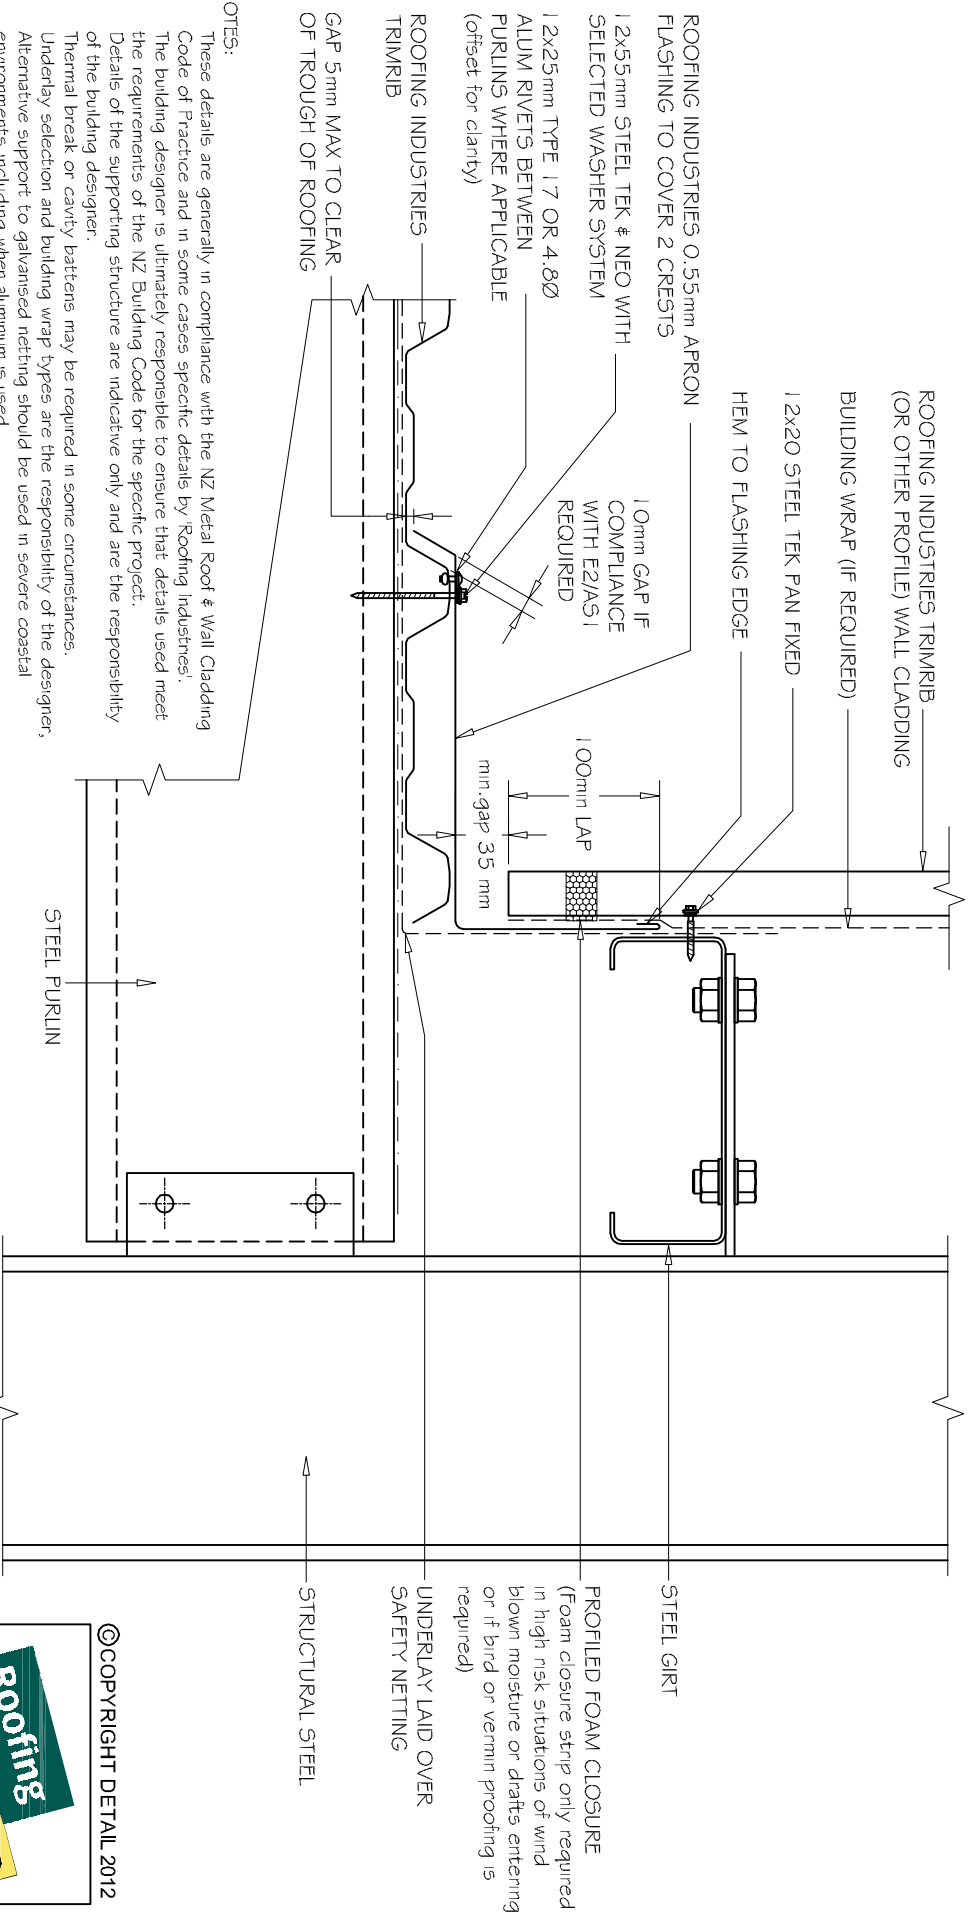 ROOFING INDUSTRIES TRIMRIB
(OR OTHER PROFILE) WALL CLADDING
BUILDING WRAP (IF REQUIRED)
12x20 STEEL TEK PAN FIXED
HEM TO FLASHING EDGE
ROOFING INDUSTRIES 0.55mm APRON
FLASHING TO COVER 2 CRESTS
12x55mm STEEL TEK & NEO WITH
SELECTED WASHER SYSTEM
12x25mm TYPE 17 OR 4.8Ø
ALUM RIVETS BETWEEN
PURLINS WHERE APPLICABLE
(offset for clarity)
ROOFING INDUSTRIES
TRIMRIB
GAP 5mm MAX TO CLEAR
OF TROUGH OF ROOFING
10mm GAP IF
COMPLIANCE
WITH E2/AS1
REQUIRED
100min LAP
min.gap 35 mm
STEEL PURLIN
STEEL GIRT
PROFILED FOAM CLOSURE
(Foam closure strip only required
in high risk situations of wind
blown moisture or drafts entering
or if bird or vermin proofing is
required)
UNDERLAY LAID OVER
SAFETY NETTING
STRUCTURAL STEEL
OTES:
These details are generally in compliance with the NZ Metal Roof & Wall Cladding
Code of Practice and in some cases specific details by 'Roofing Industries'.
The building designer is ultimately responsible to ensure that details used meet
the requirements of the NZ Building Code for the specific project.
Details of the supporting structure are indicative only and are the responsibility
of the building designer.
Thermal break or cavity battens may be required in some circumstances.
Underlay selection and building wrap types are the responsibility of the designer,
Alternative support to galvanised netting should be used in severe coastal
environments including when aluminium is used
©COPYRIGHT DETAIL 2012
Roofing